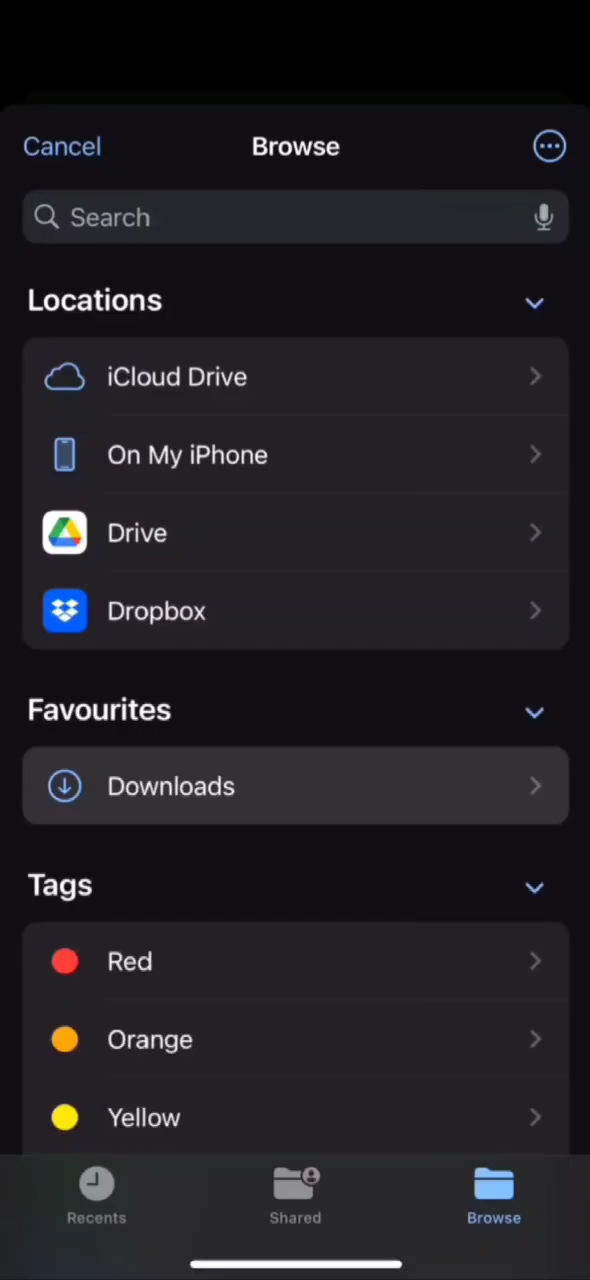 Cancel
Browse
Search
Locations
iCloud Drive
On My iPhone
Drive
Dropbox
Favourites
Downloads
Tags
Red
Orange
Yellow
Recents
Shared
Browse